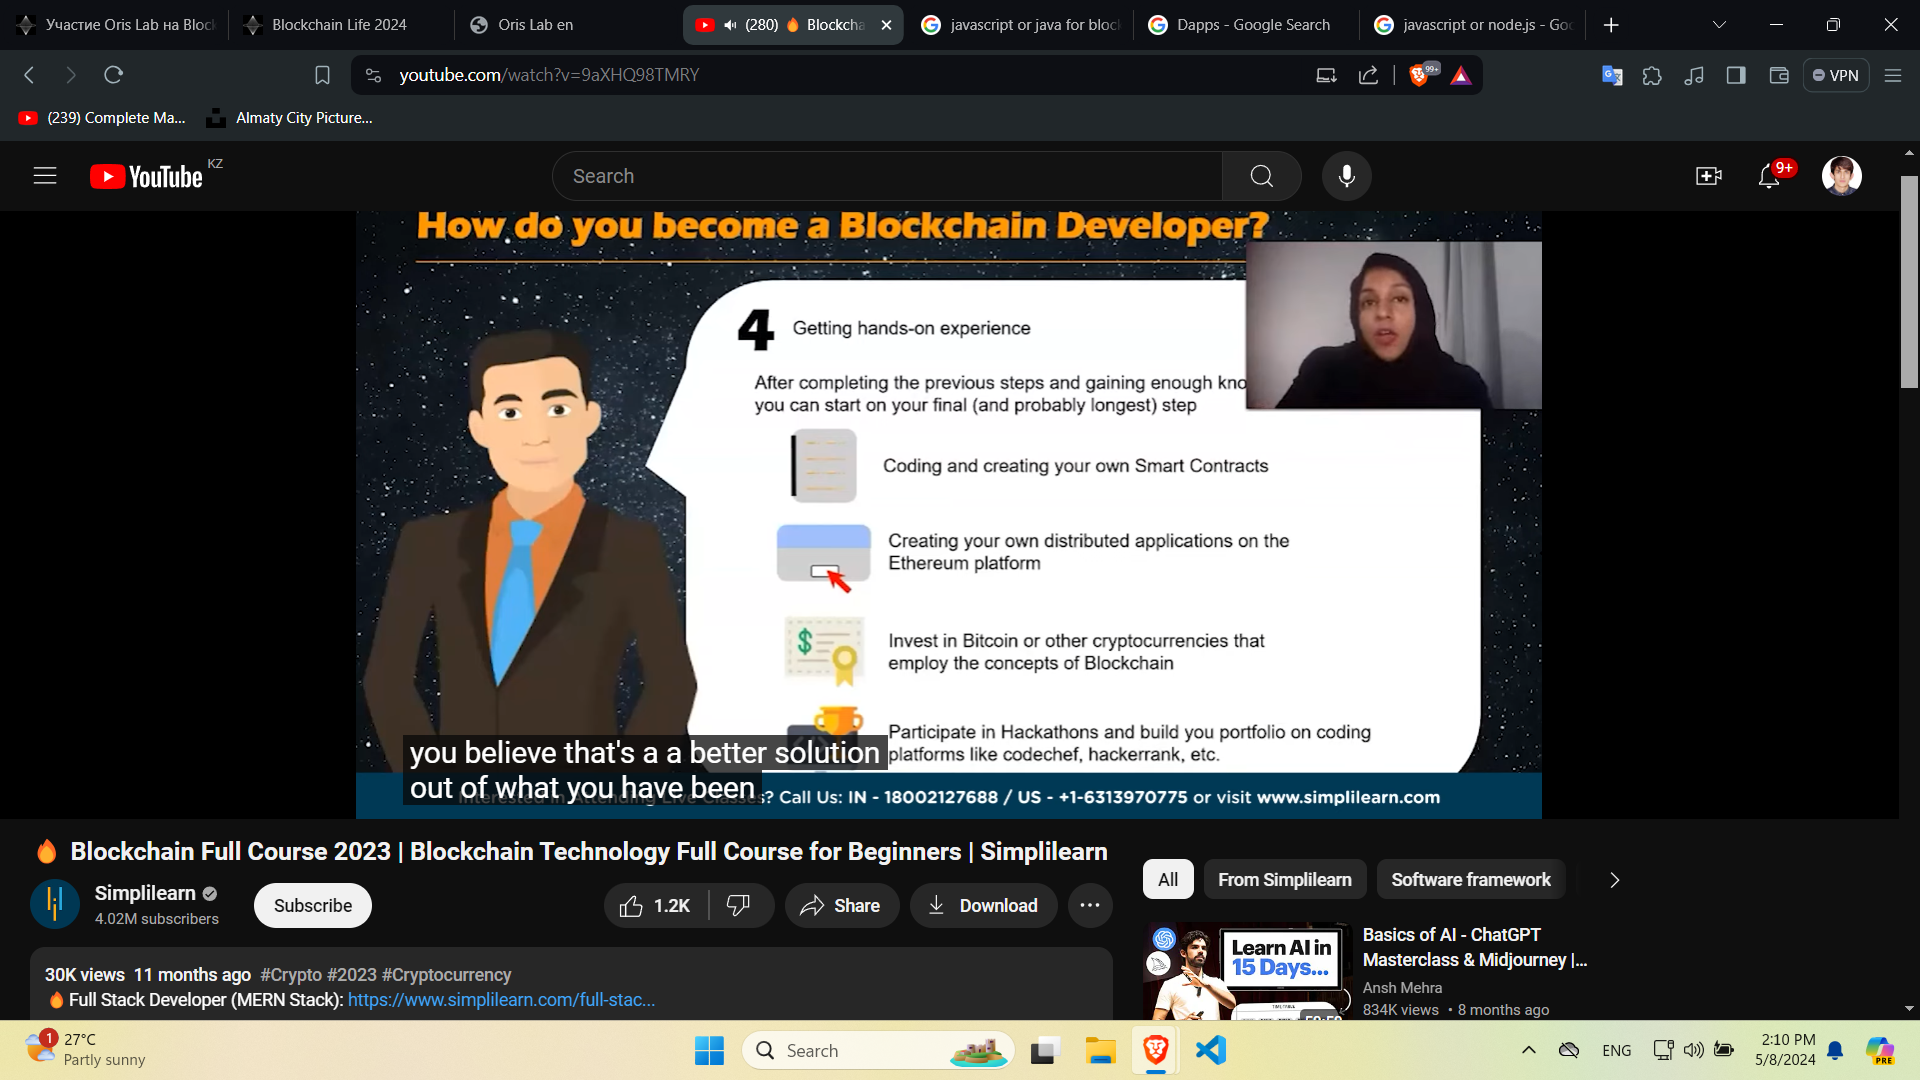 Участие Oris Lab на Block
Blockchain Life 2024
Oris Lab en
(280) 🔥 Blockcha
javascript or java for block
Dapps - Google Search
javascript or node.js - Goo
youtube.com/watch?v=9aXHQ98TMRY
99+
VPN
(239) Complete Ma...
Almaty City Picture...
YouTube KZ
Search
9+
How do you become a Blockchain Developer?
4 Getting hands-on experience
After completing the previous steps and gaining enough kno
you can start on your final (and probably longest) step
Coding and creating your own Smart Contracts
Creating your own distributed applications on the
Ethereum platform
Invest in Bitcoin or other cryptocurrencies that
employ the concepts of Blockchain
Participate in Hackathons and build you portfolio on coding
platforms like codechef, hackerrank, etc.
you believe that's a a better solution
out of what you have been
? Call Us: IN - 18002127688 / US - +1-6313970775 or visit www.simplilearn.com
🔥 Blockchain Full Course 2023 | Blockchain Technology Full Course for Beginners | Simplilearn
Simplilearn
4.02M subscribers
Subscribe
1.2K
Share
Download
30K views 11 months ago #Crypto #2023 #Cryptocurrency
🔥Full Stack Developer (MERN Stack): https://www.simplilearn.com/full-stac...
All
From Simplilearn
Software framework
Learn AI in
15 Days...
Basics of AI - ChatGPT
Masterclass & Midjourney |...
Ansh Mehra
834K views • 8 months ago
1
27°C
Partly sunny
Search
ENG
2:10 PM
5/8/2024
PRE